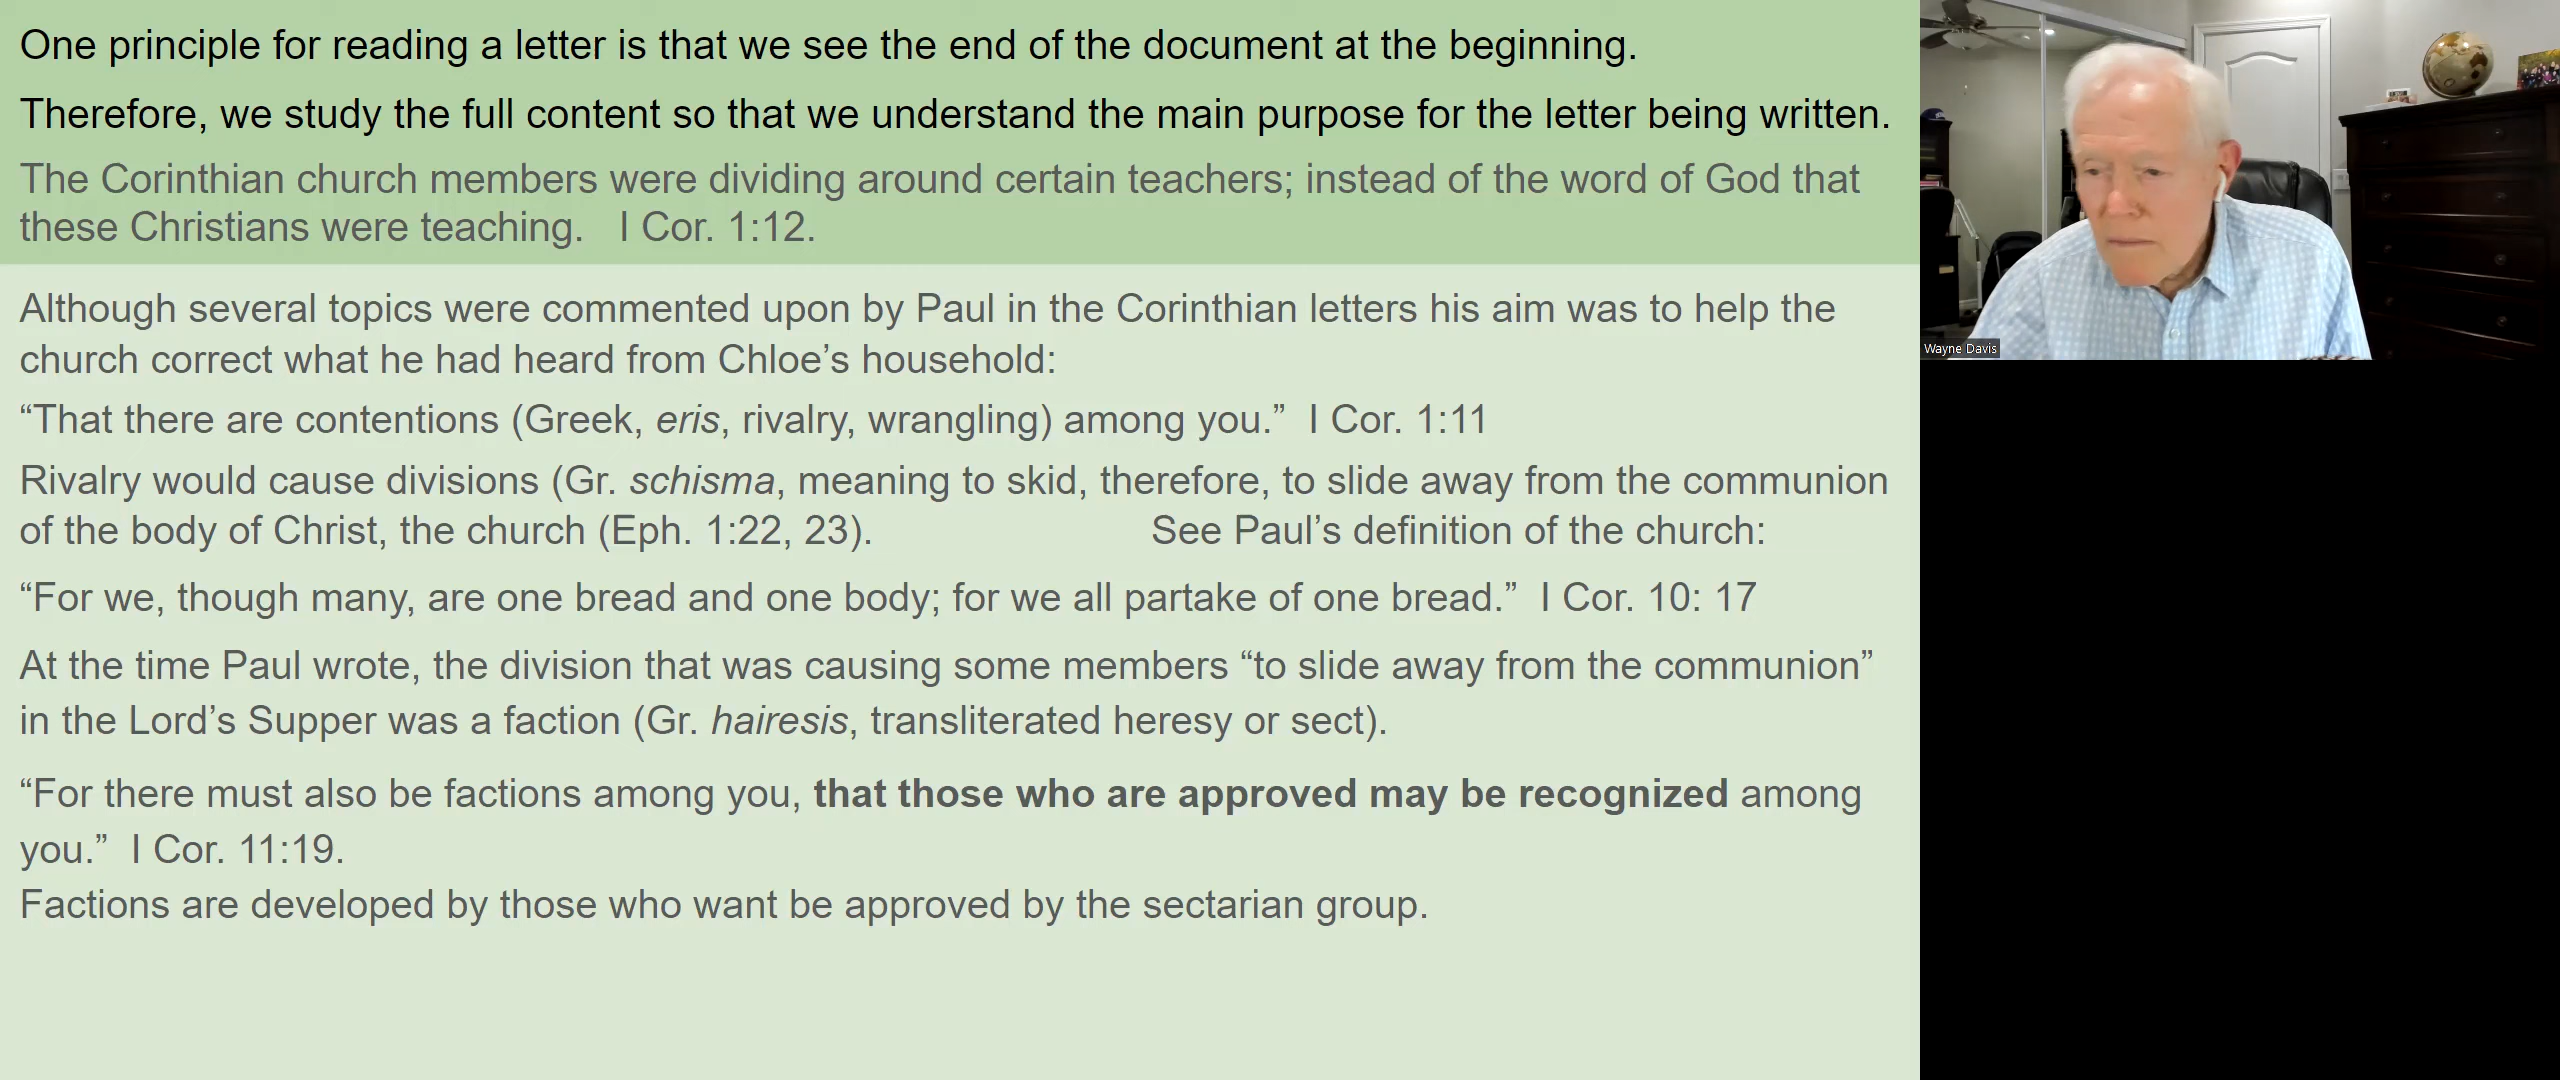 One principle for reading a letter is that we see the end of the document at the beginning.
Therefore, we study the full content so that we understand the main purpose for the letter being written.
The Corinthian church members were dividing around certain teachers; instead of the word of God that
these Christians were teaching.   I Cor. 1:12.
Although several topics were commented upon by Paul in the Corinthian letters his aim was to help the
church correct what he had heard from Chloe’s household:
“That there are contentions (Greek, eris, rivalry, wrangling) among you.”  I Cor. 1:11
Rivalry would cause divisions (Gr. schisma, meaning to skid, therefore, to slide away from the communion
of the body of Christ, the church (Eph. 1:22, 23).                       See Paul’s definition of the church:
“For we, though many, are one bread and one body; for we all partake of one bread.”  I Cor. 10: 17
At the time Paul wrote, the division that was causing some members “to slide away from the communion”
in the Lord’s Supper was a faction (Gr. hairesis, transliterated heresy or sect).
“For there must also be factions among you, that those who are approved may be recognized among
you.”  I Cor. 11:19.
Factions are developed by those who want be approved by the sectarian group.
Wayne Davis